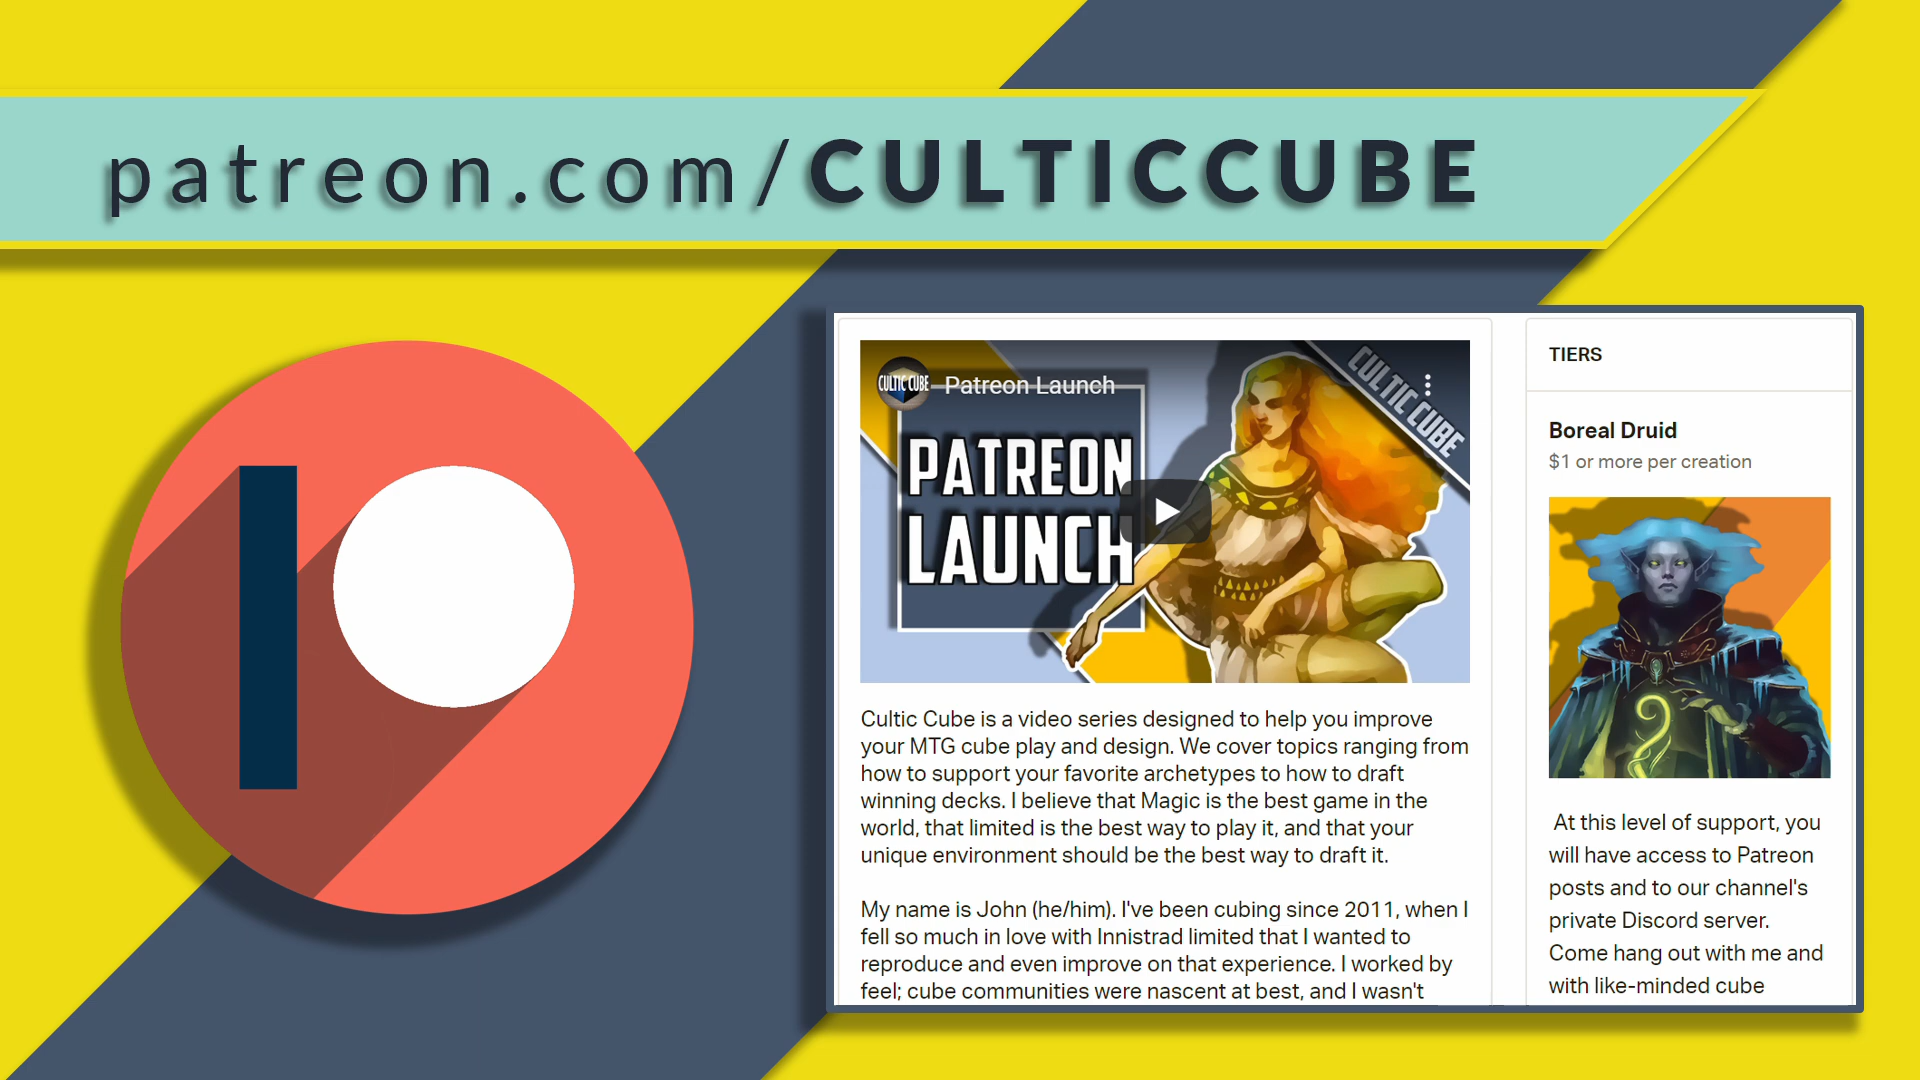 patreon.com/CULTICCUBE
CULTIC CUBE
Patreon Launch
PATREON
LAUNCH
CULTIC CUBE
Cultic Cube is a video series designed to help you improve
your MTG cube play and design. We cover topics ranging from
how to support your favorite archetypes to how to draft
winning decks. I believe that Magic is the best game in the
world, that limited is the best way to play it, and that your
unique environment should be the best way to draft it.
My name is John (he/him). I've been cubing since 2011, when I
fell so much in love with Innistrad limited that I wanted to
reproduce and even improve on that experience. I worked by
feel; cube communities were nascent at best, and I wasn't
TIERS
Boreal Druid
$1 or more per creation
At this level of support, you
will have access to Patreon
posts and to our channel's
private Discord server.
Come hang out with me and
with like-minded cube